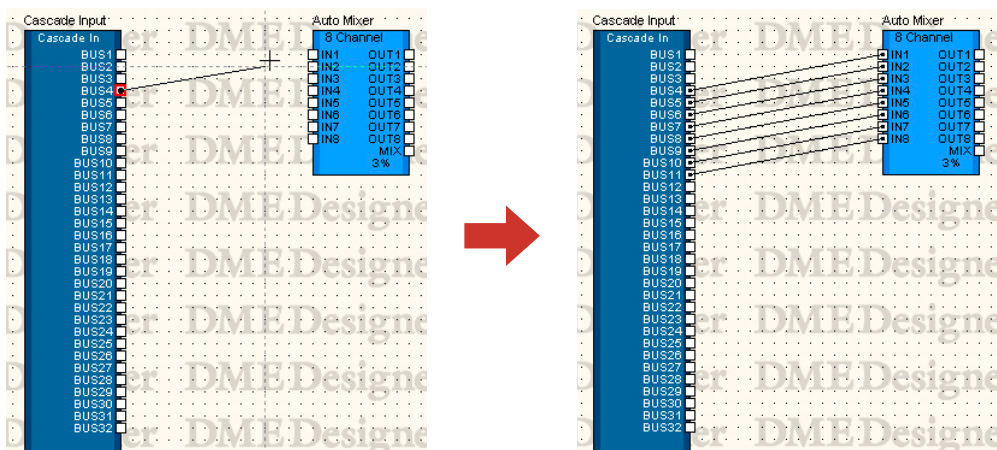 Cascade Input
Cascade In
BUS1
BUS2
BUS3
BUS4
BUS5
BUS6
BUS7
BUS8
BUS9
BUS10
BUS11
BUS12
BUS13
BUS14
BUS15
BUS16
BUS17
BUS18
BUS19
BUS20
BUS21
BUS22
BUS23
BUS24
BUS25
BUS26
BUS27
BUS28
BUS29
BUS30
BUS31
BUS32
Auto Mixer
8 Channel
IN1 OUT1
IN2 OUT2
IN3 OUT3
IN4 OUT4
IN5 OUT5
IN6 OUT6
IN7 OUT7
IN8 OUT8
MIX
3%
Cascade Input
Cascade In
BUS1
BUS2
BUS3
BUS4
BUS5
BUS6
BUS7
BUS8
BUS9
BUS10
BUS11
BUS12
BUS13
BUS14
BUS15
BUS16
BUS17
BUS18
BUS19
BUS20
BUS21
BUS22
BUS23
BUS24
BUS25
BUS26
BUS27
BUS28
BUS29
BUS30
BUS31
BUS32
Auto Mixer
8 Channel
IN1 OUT1
IN2 OUT2
IN3 OUT3
IN4 OUT4
IN5 OUT5
IN6 OUT6
IN7 OUT7
IN8 OUT8
MIX
3%
DME Designer